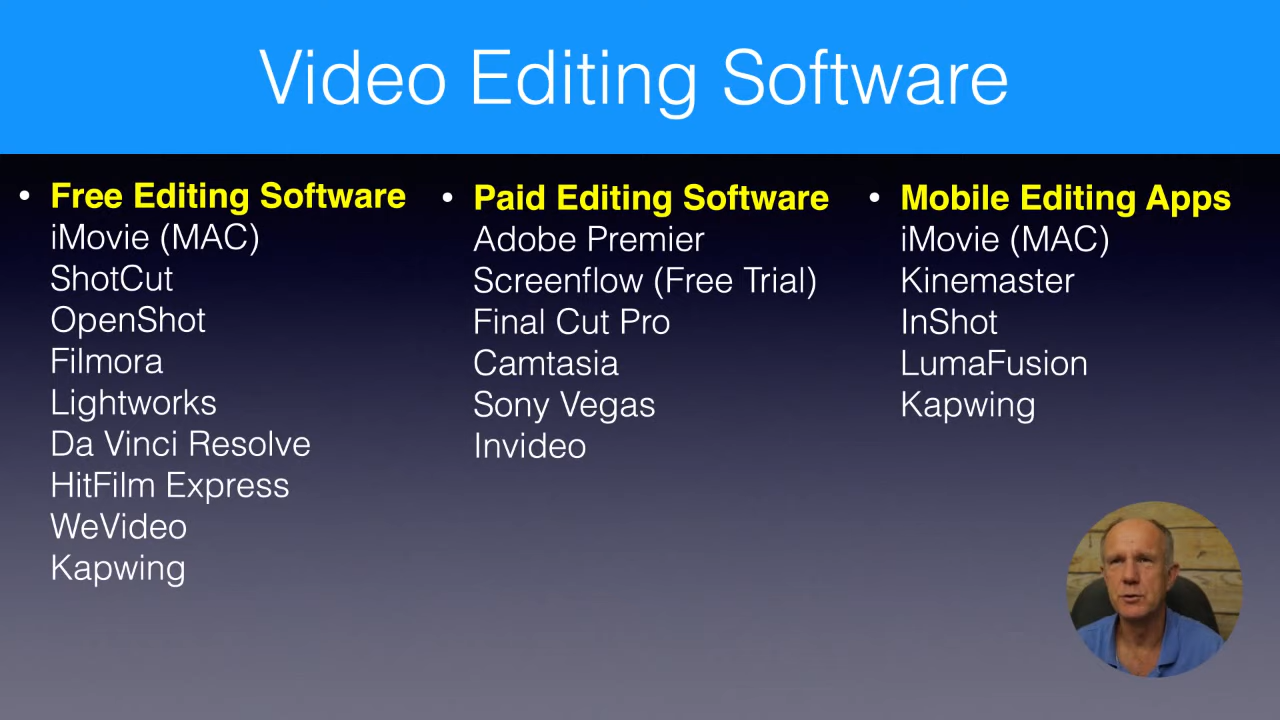 Video Editing Software
• Free Editing Software
iMovie (MAC)
ShotCut
OpenShot
Filmora
Lightworks
Da Vinci Resolve
HitFilm Express
WeVideo
Kapwing
• Paid Editing Software
Adobe Premier
Screenflow (Free Trial)
Final Cut Pro
Camtasia
Sony Vegas
Invideo
• Mobile Editing Apps
iMovie (MAC)
Kinemaster
InShot
LumaFusion
Kapwing